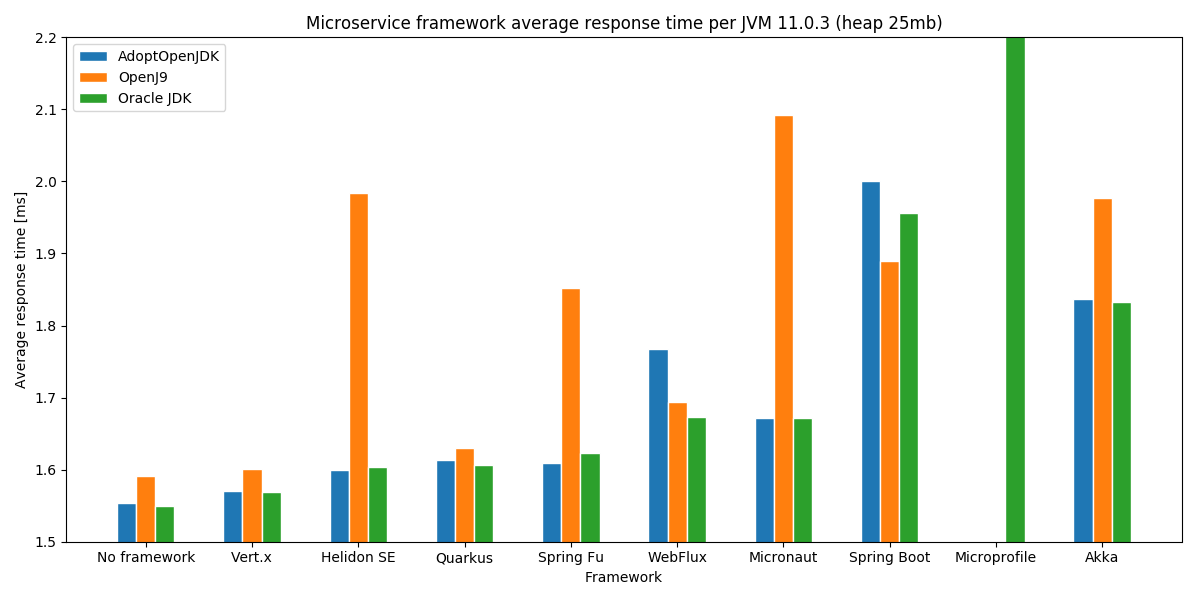 Microservice framework average response time per JVM 11.0.3 (heap 25mb)
AdoptOpenJDK
OpenJ9
Oracle JDK
Average response time [ms]
2.2
2.1
2.0
1.9
1.8
1.7
1.6
1.5
No framework Vert.x Helidon SE Quarkus Spring Fu WebFlux Micronaut Spring Boot Microprofile Akka
Framework